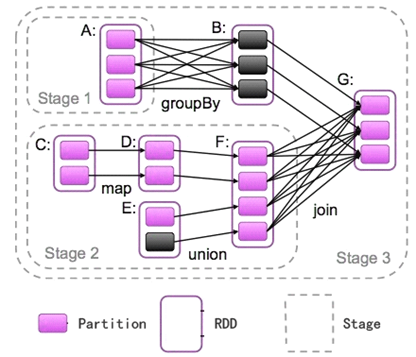 A:
B:
G:
Stage 1
groupBy
C:
D:
F:
map
E:
join
Stage 2
union
Stage 3
Partition
RDD
Stage